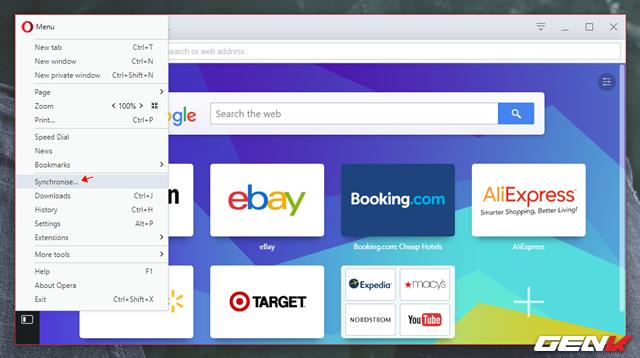 Menu
New tab Ctrl+T
New window Ctrl+N
New private window Ctrl+Shift+N
Page
Zoom 100%
Print... Ctrl+P
Speed Dial
News
Bookmarks
Synchronise...
Downloads Ctrl+J
History Ctrl+H
Settings Alt+P
Extensions
More tools
Help F1
About Opera
Exit Ctrl+Shift+X
search or web address
gle
Search the web
n
ebay
Booking.com
AliExpress
Smarter Shopping, Better Living!
eBay
Booking.com: Cheap Hotels
AliExpress
TARGET
Expedia
macy's
NORDSTROM
YouTube
GENK